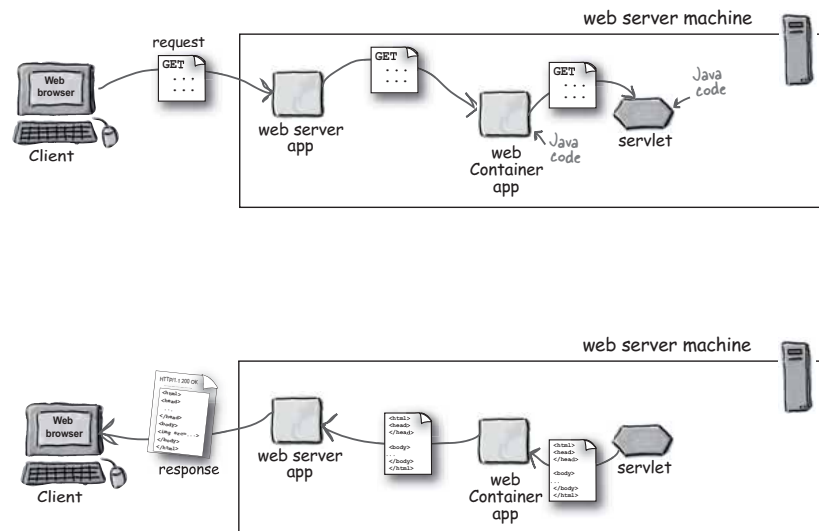 web server machine
request
GET
. . .
. . .
GET
. . .
. . .
GET
. . .
. . .
Java
code
Web
browser
web server
app
Java
code
servlet
Client
web
Container
app
web server machine
HTTP/1.1 200 OK
<html>
<head>
...
</head>
<body>
<img src=...>
</body>
</html>
<html>
<head>
</head>
<body>
...
</body>
</html>
<html>
<head>
</head>
<body>
...
</body>
</html>
Web
browser
response
web server
app
servlet
web
Container
app
Client